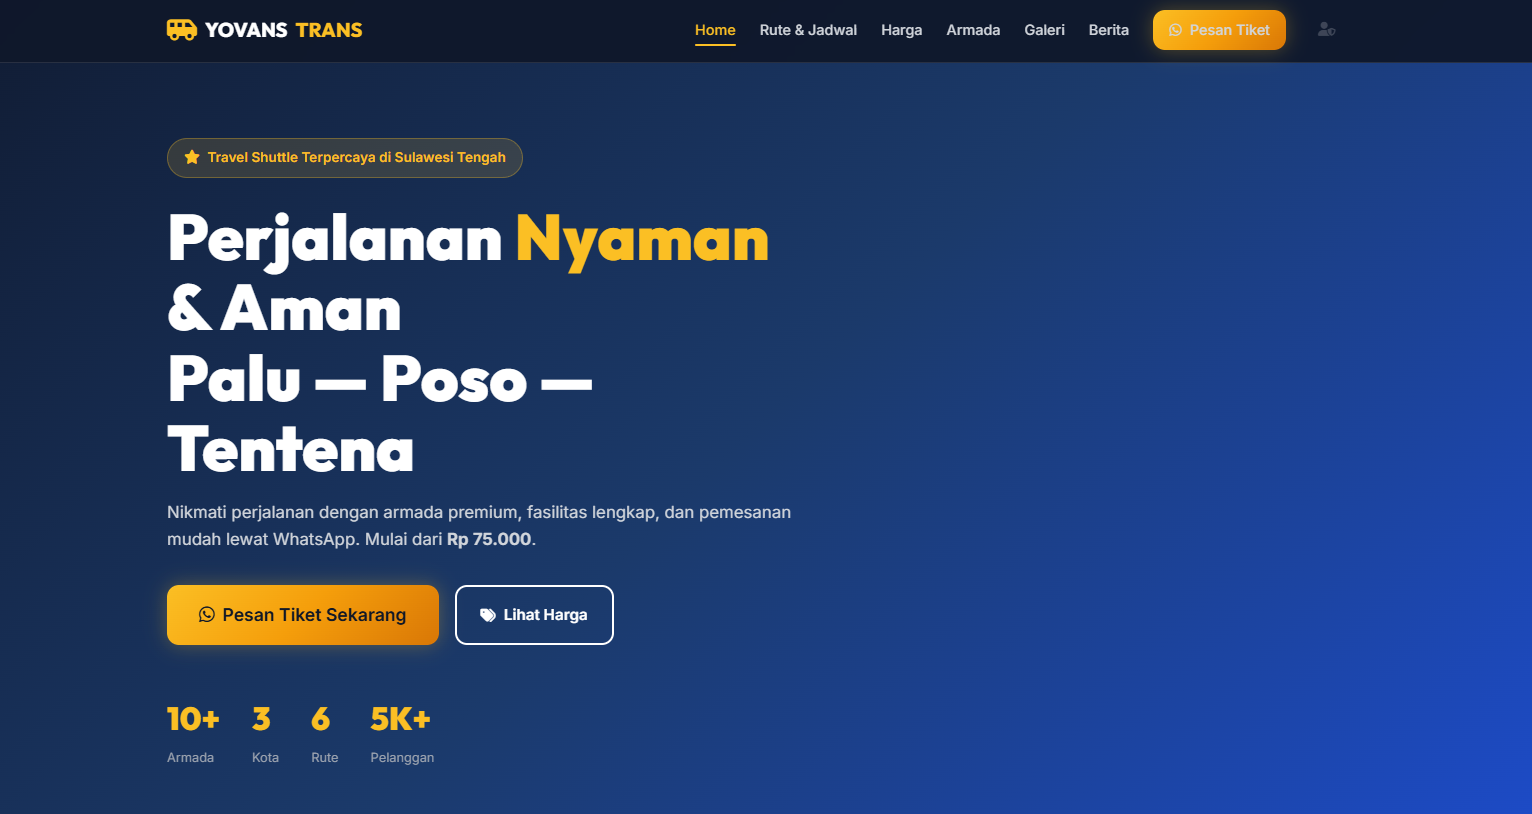 YOVANS TRANS
Home
Rute & Jadwal
Harga
Armada
Galeri
Berita
Pesan Tiket
Travel Shuttle Terpercaya di Sulawesi Tengah
Perjalanan Nyaman
& Aman
Palu — Poso —
Tentena
Nikmati perjalanan dengan armada premium, fasilitas lengkap, dan pemesanan
mudah lewat WhatsApp. Mulai dari Rp 75.000.
Pesan Tiket Sekarang
Lihat Harga
10+
Armada
3
Kota
6
Rute
5K+
Pelanggan